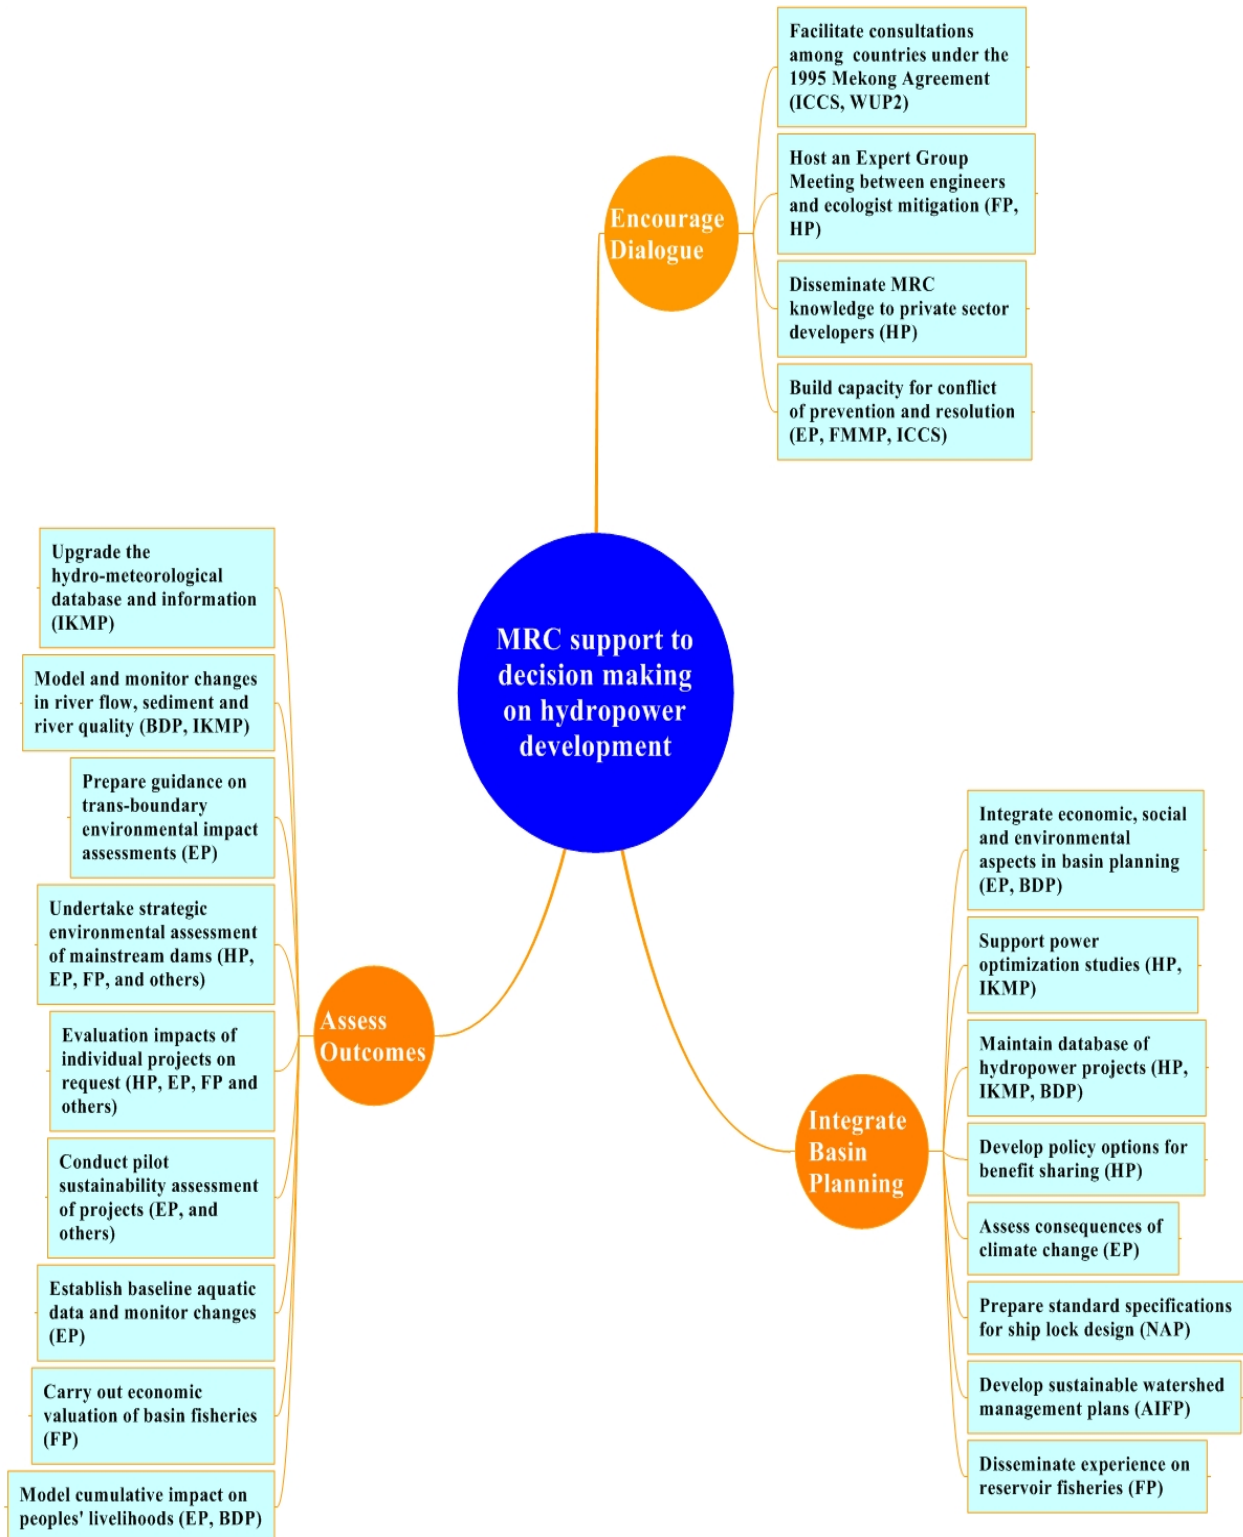 Facilitate consultations
among countries under the
1995 Mekong Agreement
(ICCS, WUP2)
Host an Expert Group
Meeting between engineers
and ecologist mitigation (FP,
HP)
Encourage
Dialogue
Disseminate MRC
knowledge to private sector
developers (HP)
Build capacity for conflict
of prevention and resolution
(EP, FMMP, ICCS)
MRC support to
decision making
on hydropower
development
Upgrade the
hydro-meteorological
database and information
(IKMP)
Model and monitor changes
in river flow, sediment and
river quality (BDP, IKMP)
Prepare guidance on
trans-boundary
environmental impact
assessments (EP)
Undertake strategic
environmental assessment
of mainstream dams (HP,
EP, FP, and others)
Assess
Outcomes
Evaluation impacts of
individual projects on
request (HP, EP, FP and
others)
Conduct pilot
sustainability assessment
of projects (EP, and
others)
Establish baseline aquatic
data and monitor changes
(EP)
Carry out economic
valuation of basin fisheries
(FP)
Model cumulative impact on
peoples' livelihoods (EP, BDP)
Integrate economic, social
and environmental
aspects in basin planning
(EP, BDP)
Support power
optimization studies (HP,
IKMP)
Maintain database of
hydropower projects (HP,
IKMP, BDP)
Integrate
Basin
Planning
Develop policy options for
benefit sharing (HP)
Assess consequences of
climate change (EP)
Prepare standard specifications
for ship lock design (NAP)
Develop sustainable watershed
management plans (AIFP)
Disseminate experience on
reservoir fisheries (FP)